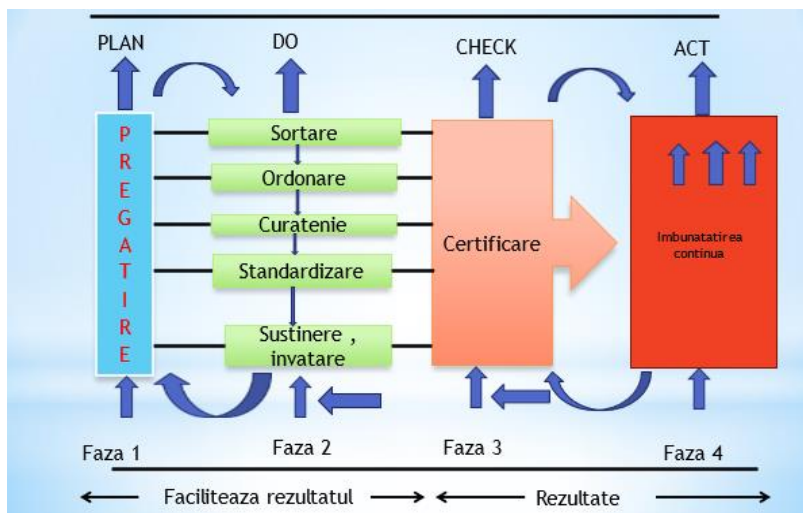 PLAN
DO
CHECK
ACT
PREGATIRE
Sortare
Ordonare
Curatenie
Standardizare
Sustinere ,
invatare
Certificare
Imbunatatirea
continua
Faza 1
Faza 2
Faza 3
Faza 4
Faciliteaza rezultatul
Rezultate